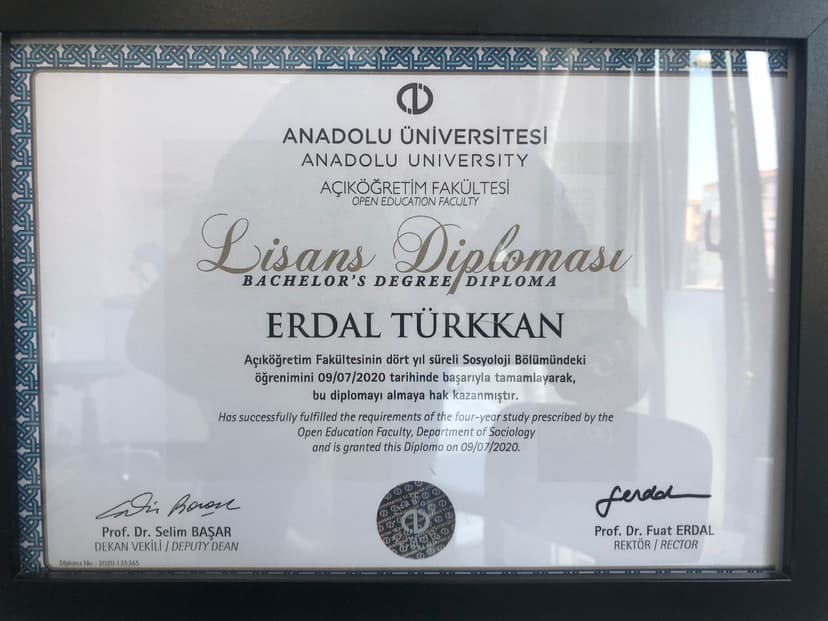 ANADOLU ÜNİVERSİTESİ
ANADOLU UNIVERSITY
AÇIKÖĞRETİM FAKÜLTESİ
OPEN EDUCATION FACULTY
Lisans Diploması
BACHELOR'S DEGREE DIPLOMA
ERDAL TÜRKKAN
Açıköğretim Fakültesinin dört yıl süreli Sosyoloji Bölümündeki
öğrenimini 09/07/2020 tarihinde başarıyla tamamlayarak,
bu diplomayı almaya hak kazanmıştır.
Has successfully fulfilled the requirements of the four-year study prescribed by the
Open Education Faculty, Department of Sociology
and is granted this Diploma on 09/07/2020.
Prof. Dr. Selim BAŞAR
DEKAN VEKİLİ / DEPUTY DEAN
Prof. Dr. Fuat ERDAL
REKTÖR / RECTOR
Diploma No